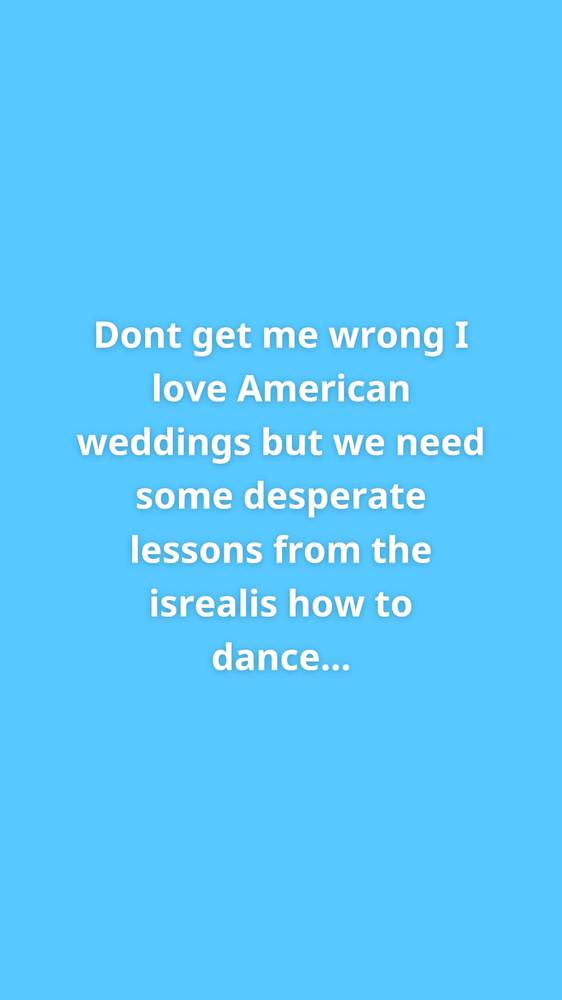 Dont get me wrong I
love American
weddings but we need
some desperate
lessons from the
isrealis how to
dance...